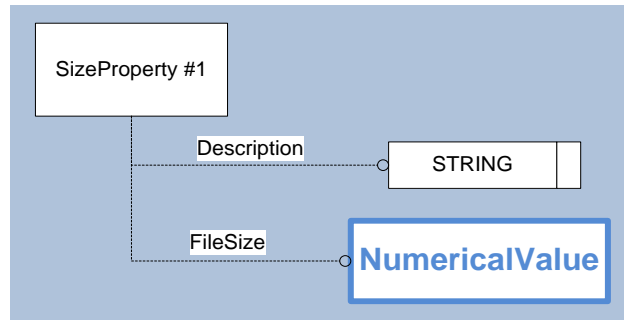 SizeProperty #1
Description
STRING
FileSize
NumericalValue